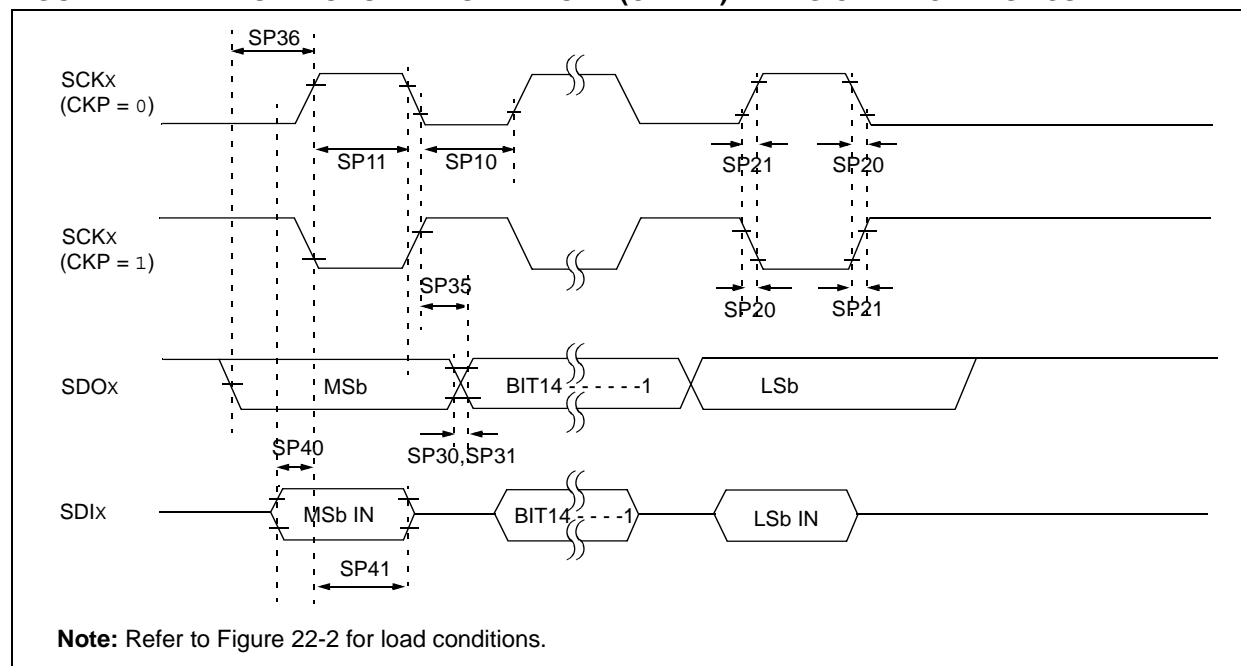 SP36
SCKX
(CKP = 0)
SP11
SP10
SP21
SP20
SCKX
(CKP = 1)
SP35
SP20
SP21
SDOX
MSb
BIT14 - - - - - -1
LSb
SP40
SP30,SP31
SDIX
MSb IN
BIT14 - - - - -1
LSb IN
SP41
Note: Refer to Figure 22-2 for load conditions.